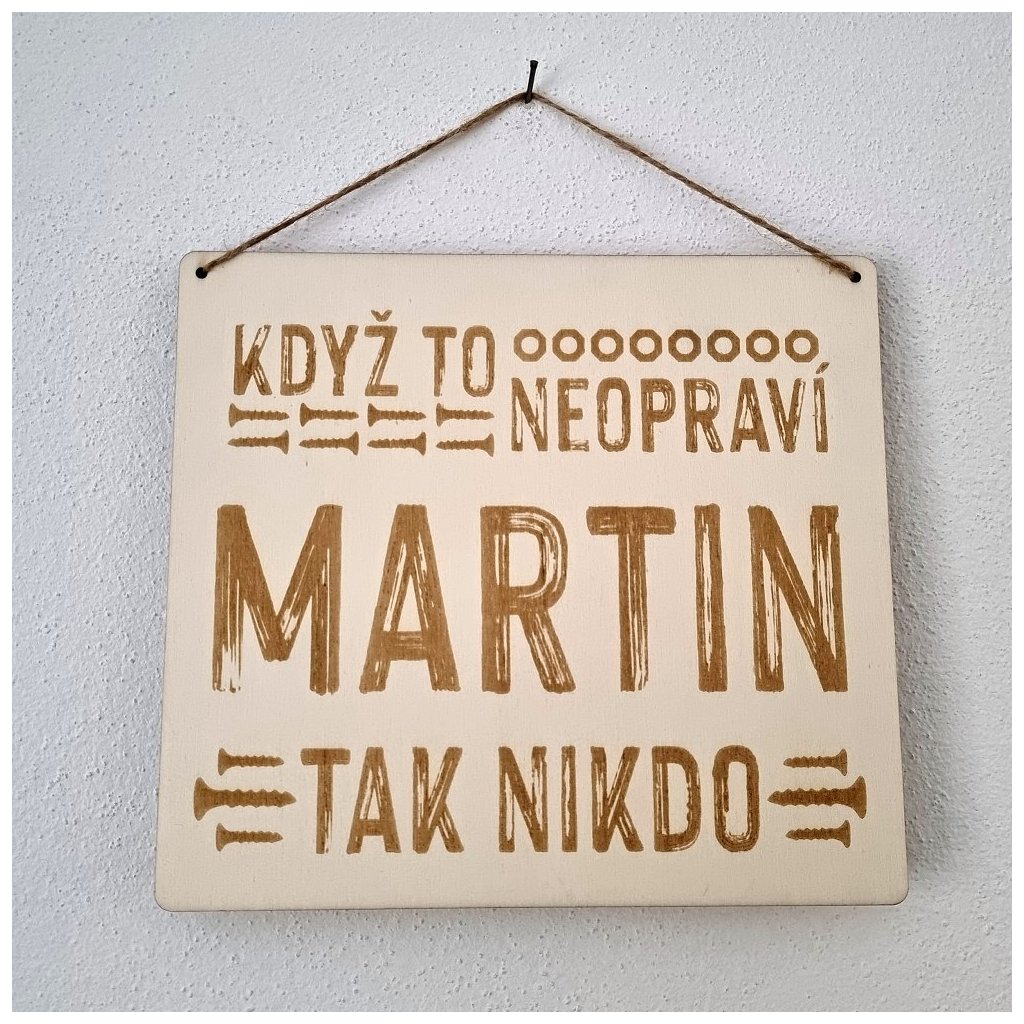 KDYŽ TO
NEOPRAVÍ
MARTIN
TAK NIKDO